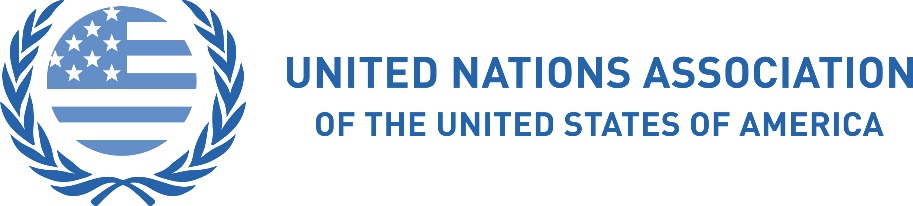 UNITED NATIONS ASSOCIATION
OF THE UNITED STATES OF AMERICA